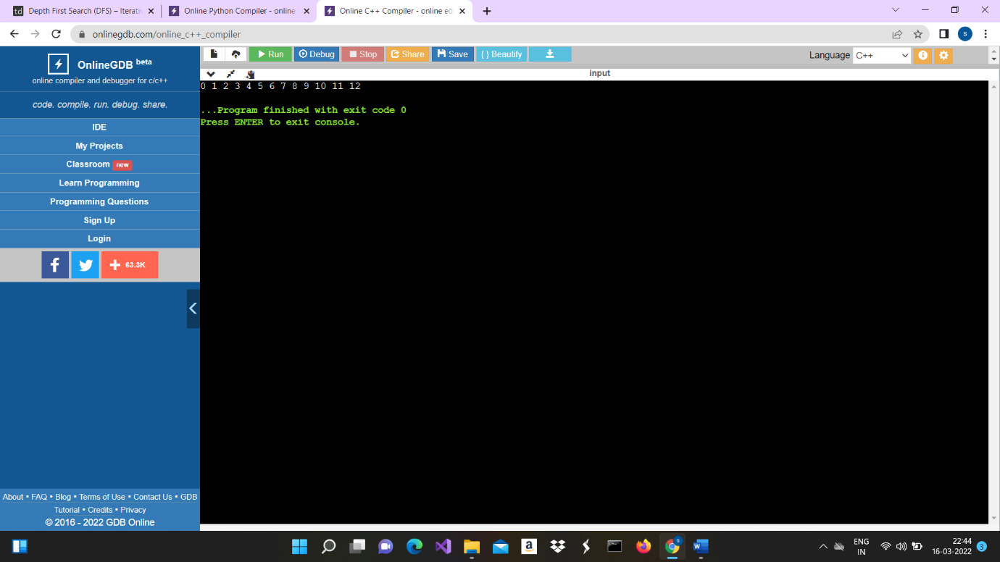 td Depth First Search (DFS) – Iterativ
Online Python Compiler - online
Online C++ Compiler - online ed
onlinegdb.com/online_c++_compiler
S
OnlineGDB beta
online compiler and debugger for c/c++
code. compile. run. debug. share.
IDE
My Projects
Classroom new
Learn Programming
Programming Questions
Sign Up
Login
63.3K
About • FAQ • Blog • Terms of Use • Contact Us • GDB
Tutorial • Credits • Privacy
© 2016 - 2022 GDB Online
Run Debug Stop Share Save { } Beautify
Language C++
input
0 1 2 3 4 5 6 7 8 9 10 11 12
...Program finished with exit code 0
Press ENTER to exit console.
ENG
IN
22:44
16-03-2022
3